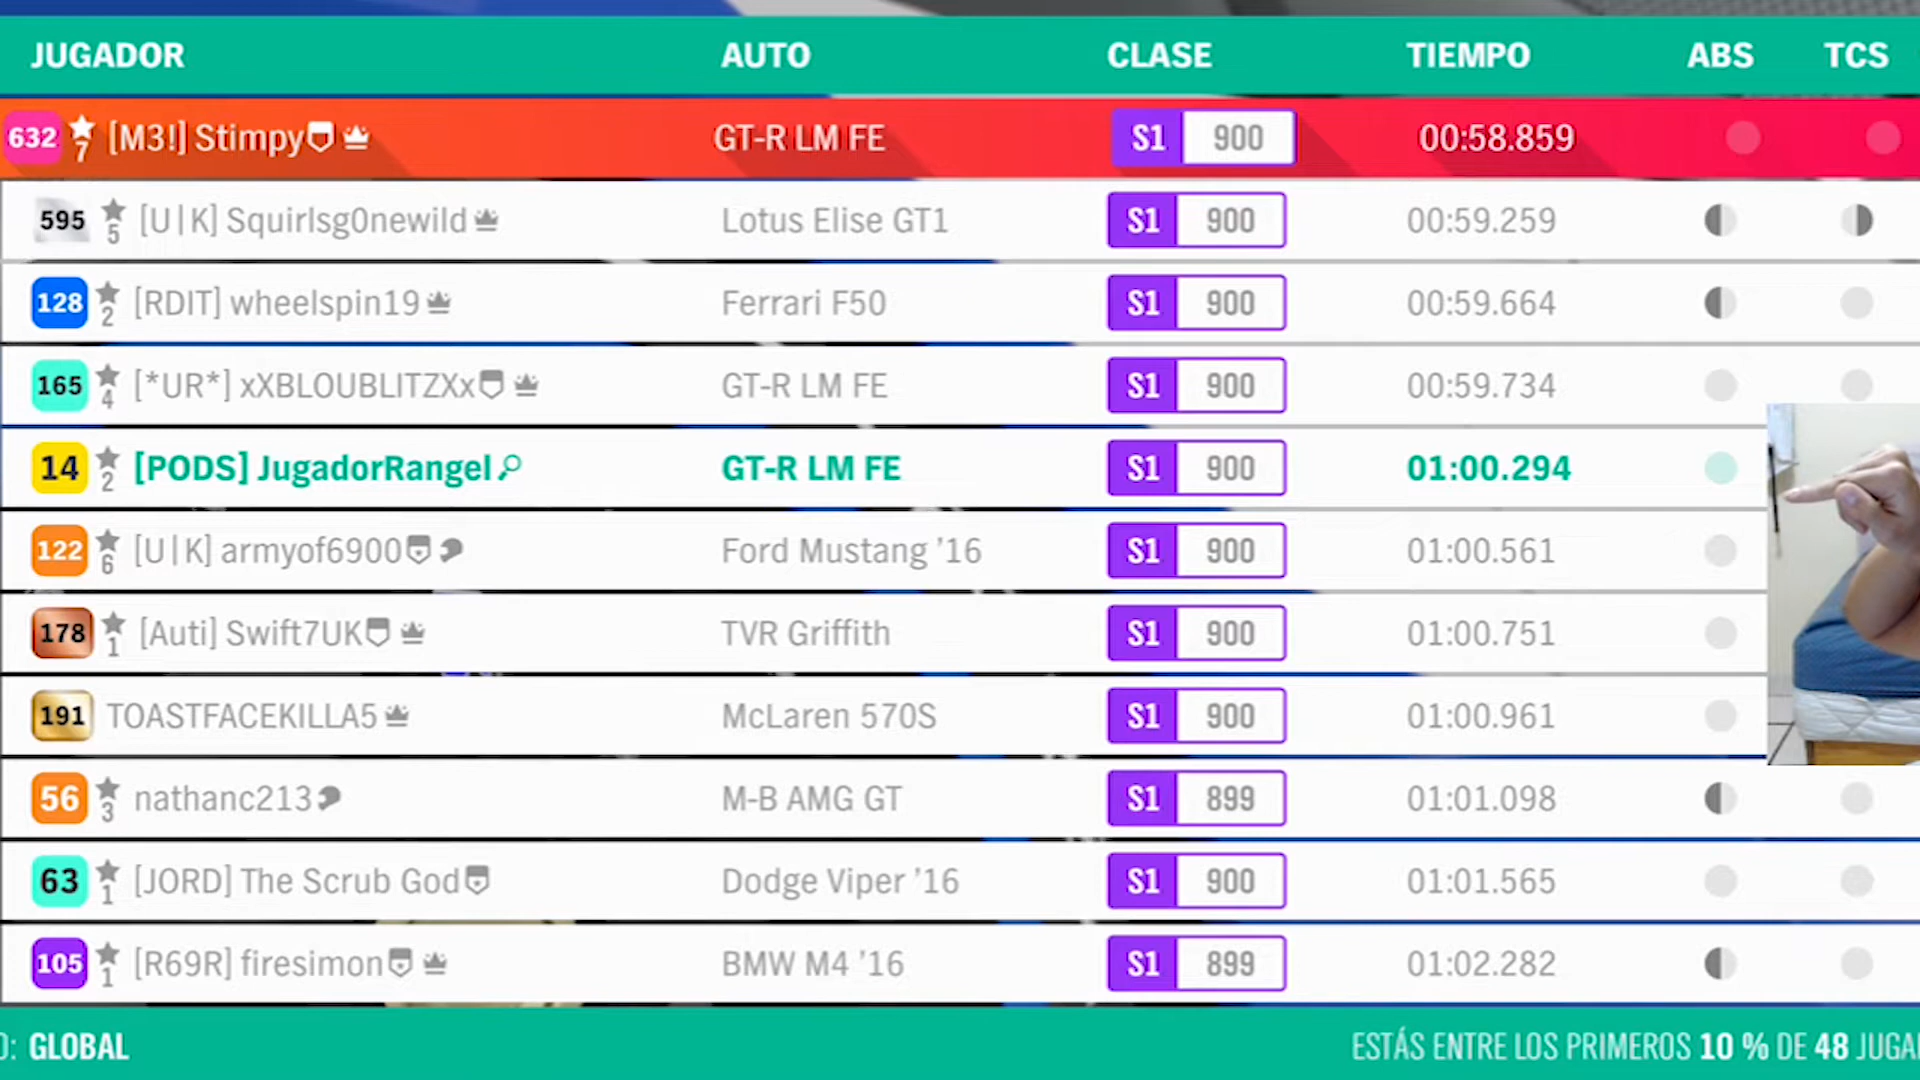 JUGADOR AUTO CLASE TIEMPO ABS TCS
632 7 [M3!] Stimpy GT-R LM FE S1 900 00:58.859
595 5 [U|K] Squirlsg0newild Lotus Elise GT1 S1 900 00:59.259
128 2 [RDIT] wheelspin19 Ferrari F50 S1 900 00:59.664
165 4 [*UR*] xXBLOUBLITZXx GT-R LM FE S1 900 00:59.734
14 2 [PODS] JugadorRangel GT-R LM FE S1 900 01:00.294
122 6 [U|K] armyof6900 Ford Mustang ’16 S1 900 01:00.561
178 1 [Auti] Swift7UK TVR Griffith S1 900 01:00.751
191 TOASTFACEKILLA5 McLaren 570S S1 900 01:00.961
56 3 nathanc213 M-B AMG GT S1 899 01:01.098
63 1 [JORD] The Scrub God Dodge Viper ’16 S1 900 01:01.565
105 1 [R69R] firesimon BMW M4 ’16 S1 899 01:02.282
: GLOBAL ESTÁS ENTRE LOS PRIMEROS 10 % DE 48 JUGA